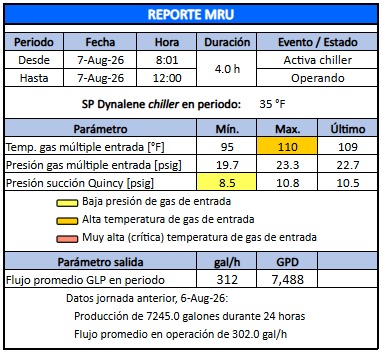 REPORTE MRU
Periodo Fecha Hora Duración Evento / Estado
Desde 7-Aug-26 8:01 4.0 h Activa chiller
Hasta 7-Aug-26 12:00 Operando
SP Dynalene chiller en periodo: 35 °F
Parámetro Mín. Max. Último
Temp. gas múltiple entrada [°F] 95 110 109
Presión gas múltiple entrada [psig] 19.7 23.3 22.7
Presión succión Quincy [psig] 8.5 10.8 10.5
Baja presión de gas de entrada
Alta temperatura de gas de entrada
Muy alta (crítica) temperatura de gas de entrada
Parámetro salida gal/h GPD
Flujo promedio GLP en periodo 312 7,488
Datos jornada anterior, 6-Aug-26:
Producción de 7245.0 galones durante 24 horas
Flujo promedio en operación de 302.0 gal/h